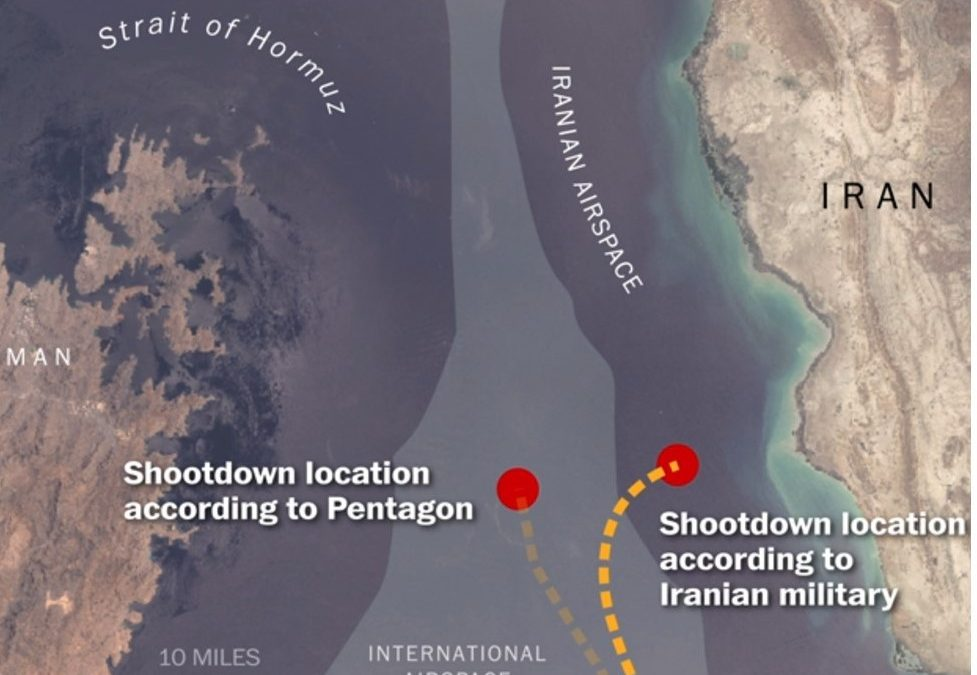 Strait of Hormuz
IRANIAN AIRSPACE
IRAN
MAN
Shootdown location
according to Pentagon
Shootdown location
according to
Iranian military
10 MILES
INTERNATIONAL
AIRSPACE